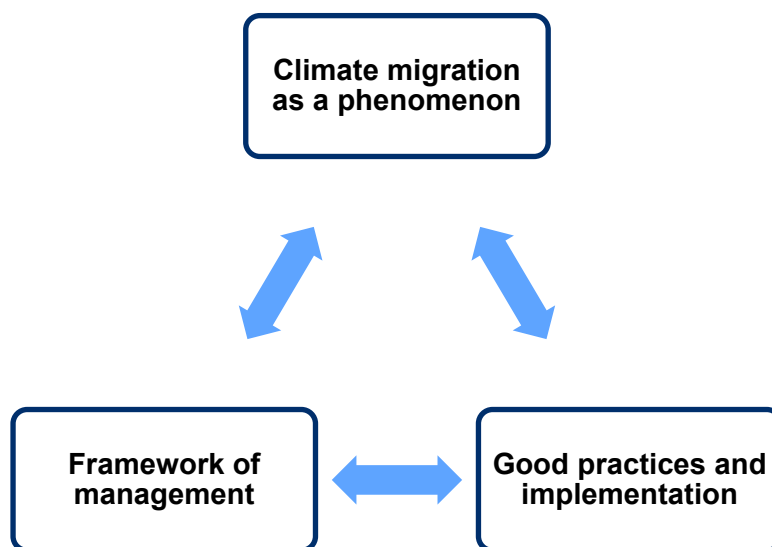 Climate migration
as a phenomenon
Framework of
management
Good practices and
implementation